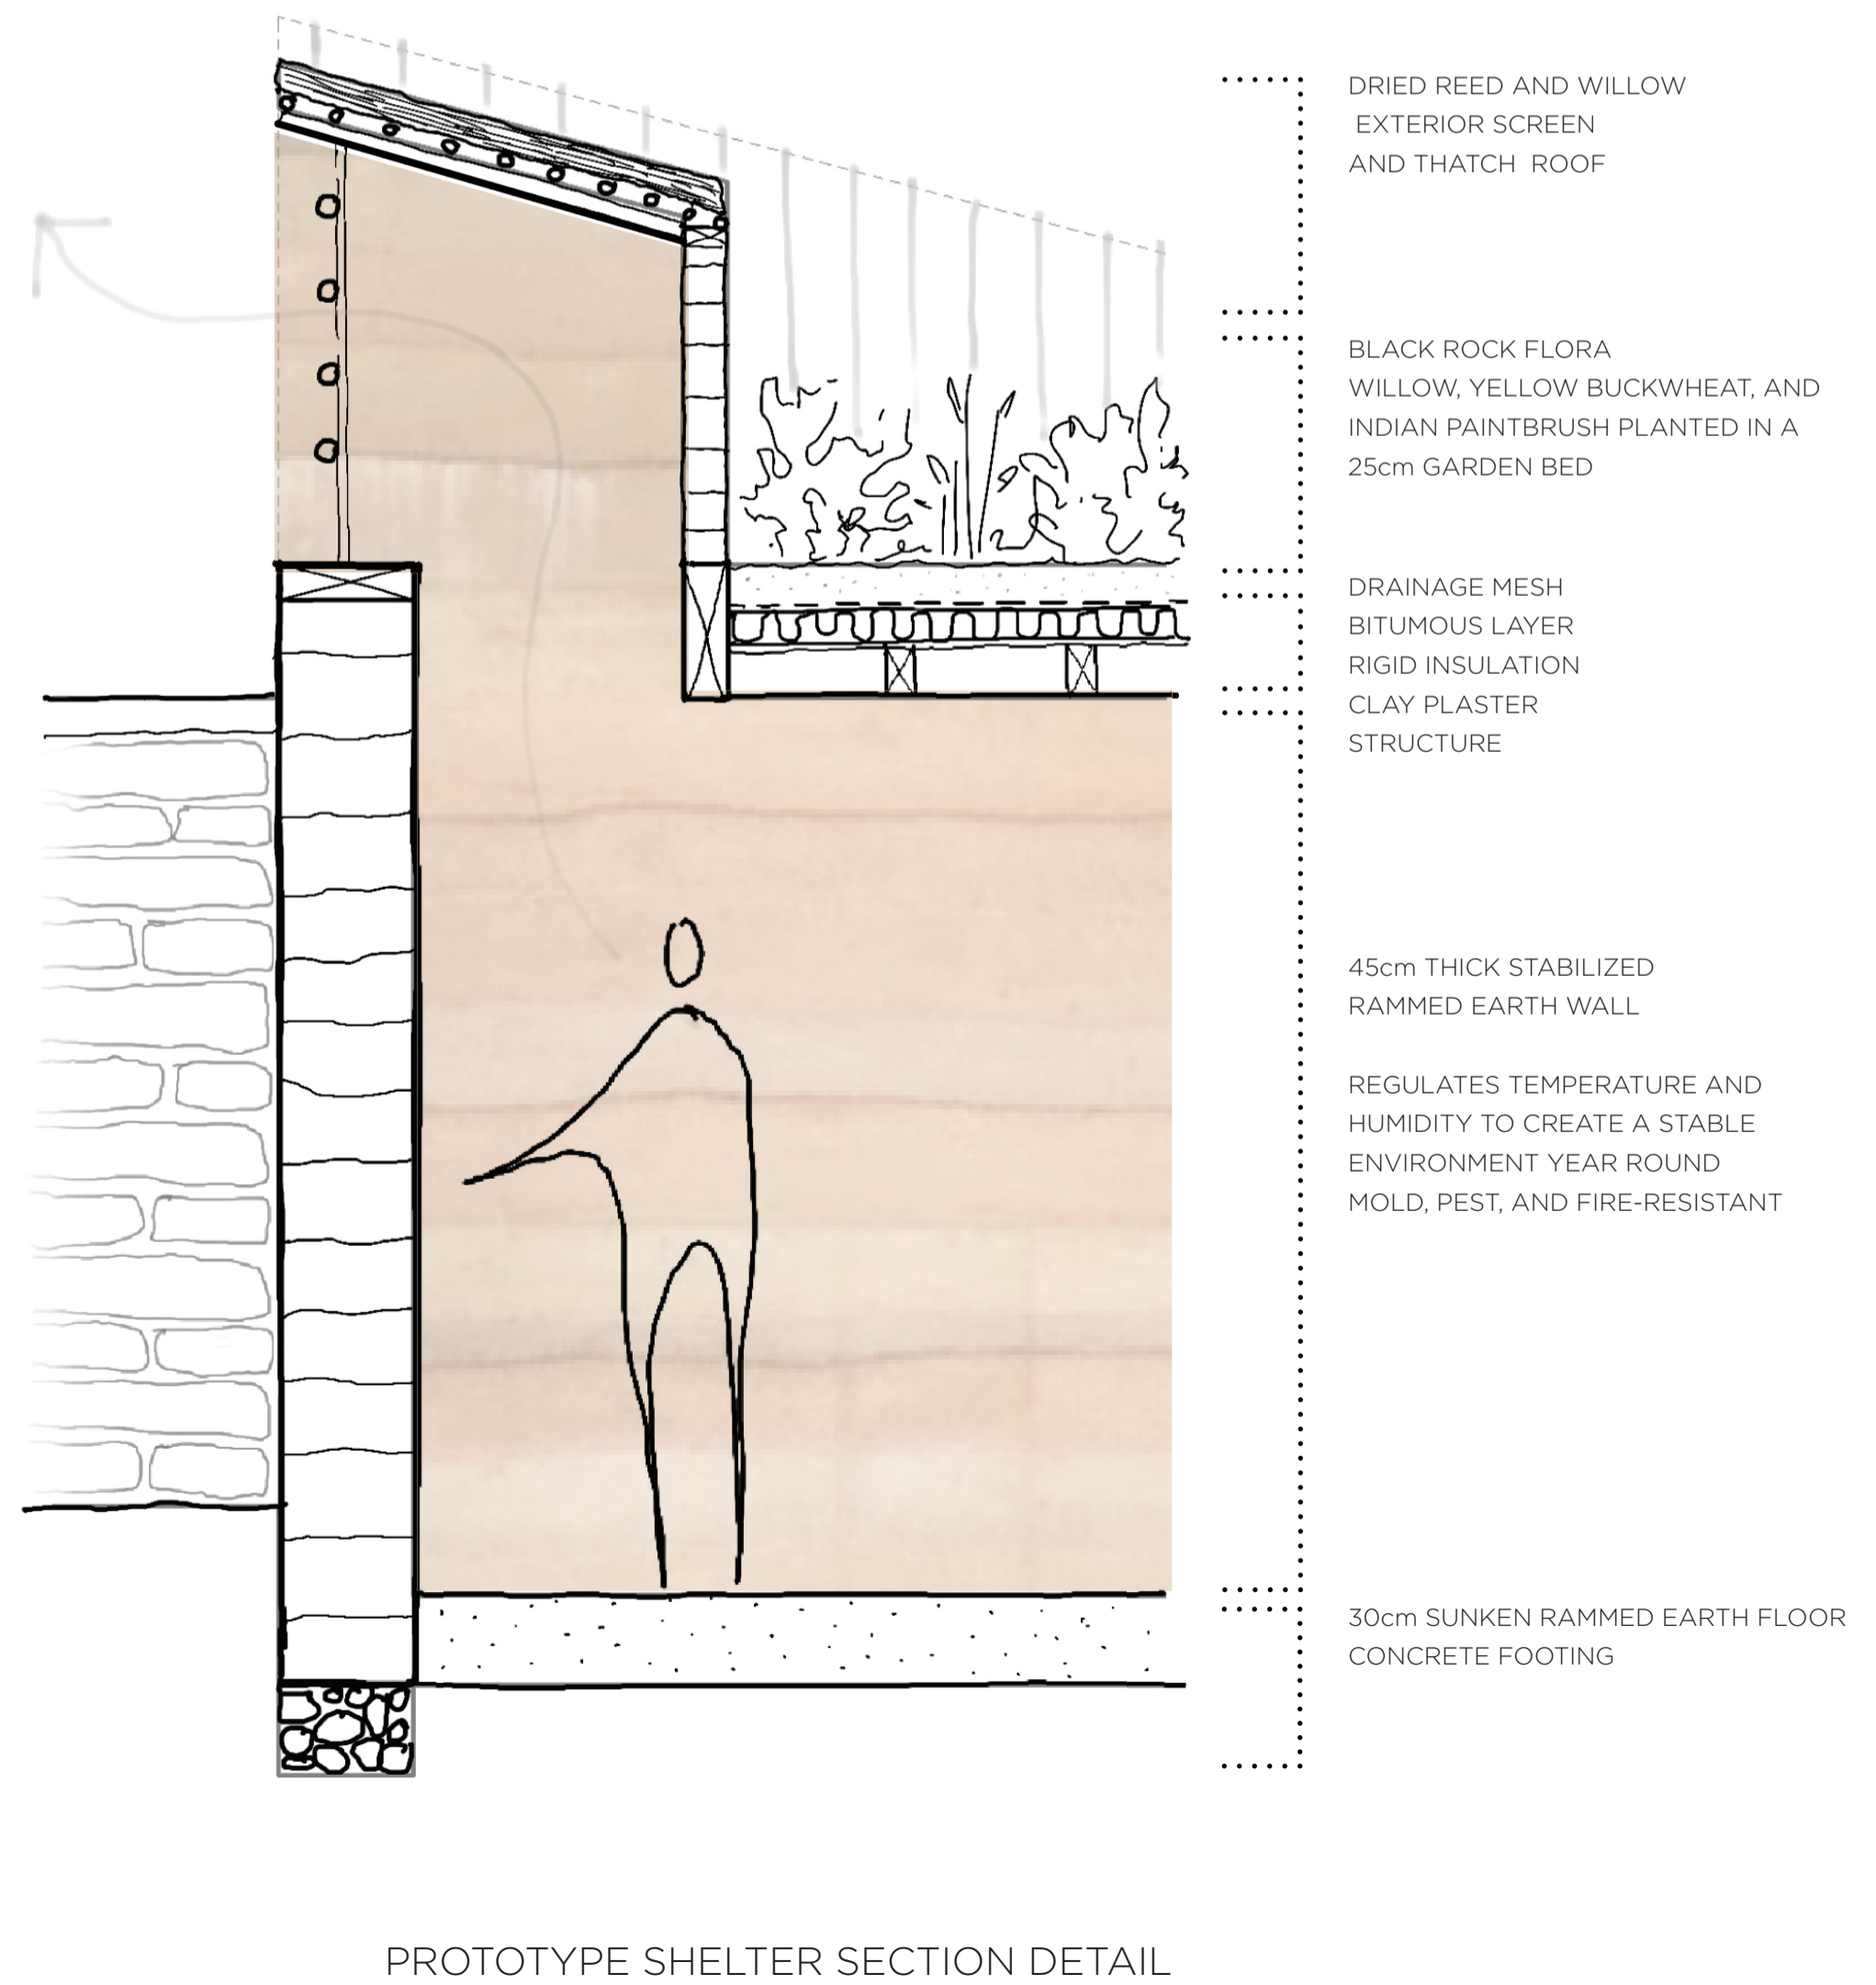 DRIED REED AND WILLOW
EXTERIOR SCREEN
AND THATCH ROOF
BLACK ROCK FLORA
WILLOW, YELLOW BUCKWHEAT, AND
INDIAN PAINTBRUSH PLANTED IN A
25cm GARDEN BED
DRAINAGE MESH
BITUMOUS LAYER
RIGID INSULATION
CLAY PLASTER
STRUCTURE
45cm THICK STABILIZED
RAMMED EARTH WALL
REGULATES TEMPERATURE AND
HUMIDITY TO CREATE A STABLE
ENVIRONMENT YEAR ROUND
MOLD, PEST, AND FIRE-RESISTANT
30cm SUNKEN RAMMED EARTH FLOOR
CONCRETE FOOTING
PROTOTYPE SHELTER SECTION DETAIL